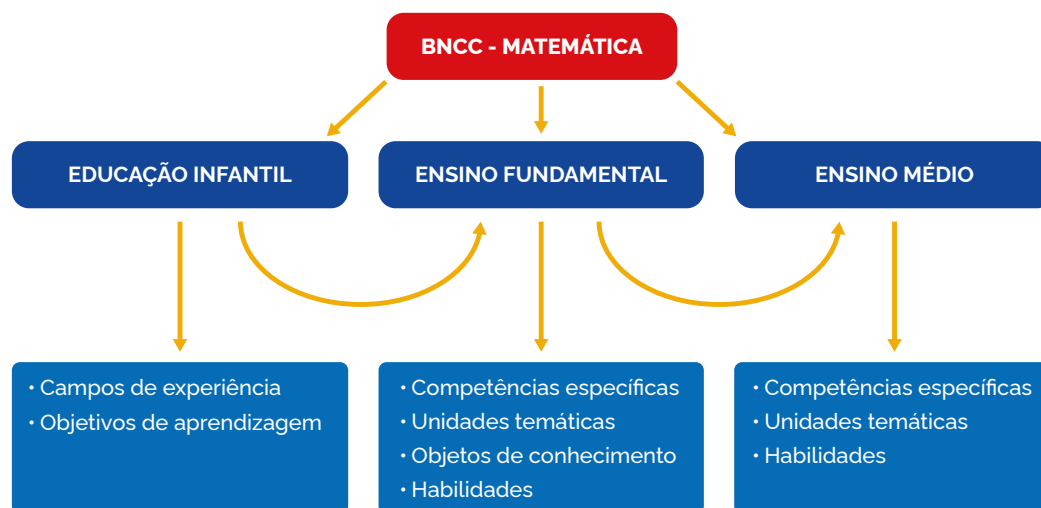 BNCC - MATEMÁTICA
EDUCAÇÃO INFANTIL
ENSINO FUNDAMENTAL
ENSINO MÉDIO
• Campos de experiência
• Objetivos de aprendizagem
• Competências específicas
• Unidades temáticas
• Objetos de conhecimento
• Habilidades
• Competências específicas
• Unidades temáticas
• Habilidades